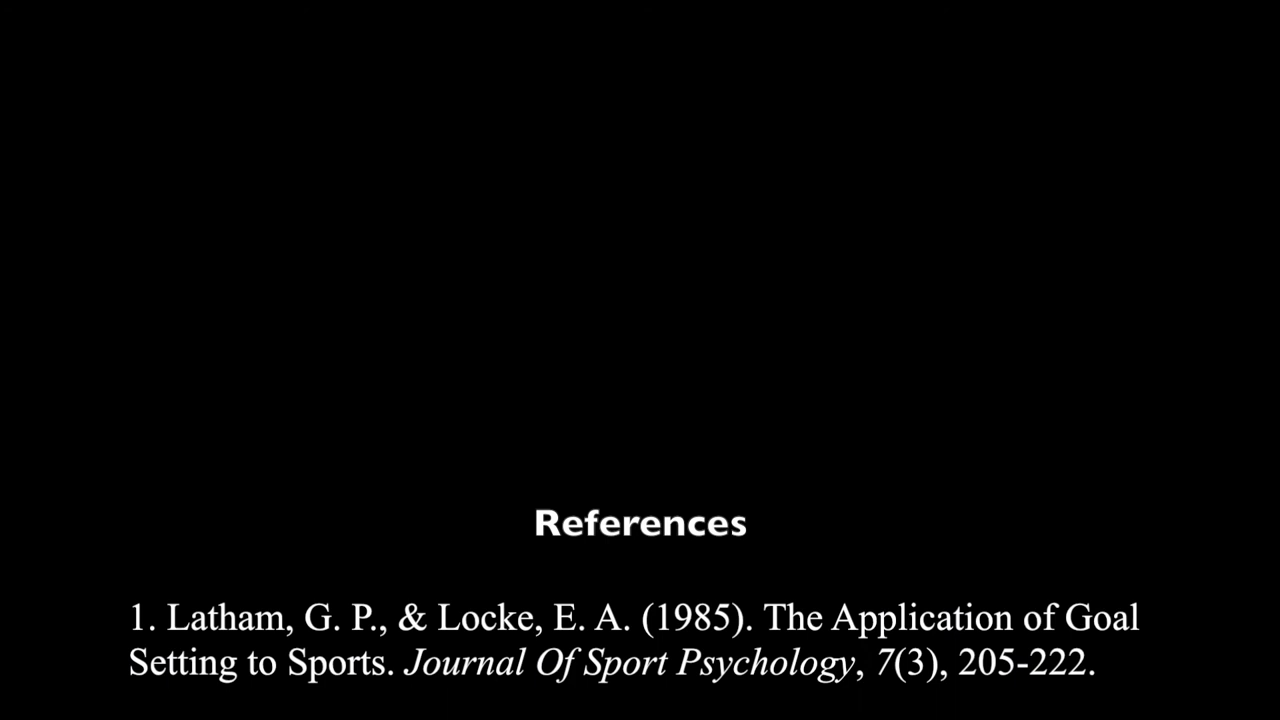 References
1. Latham, G. P., & Locke, E. A. (1985). The Application of Goal
Setting to Sports. Journal Of Sport Psychology, 7(3), 205-222.